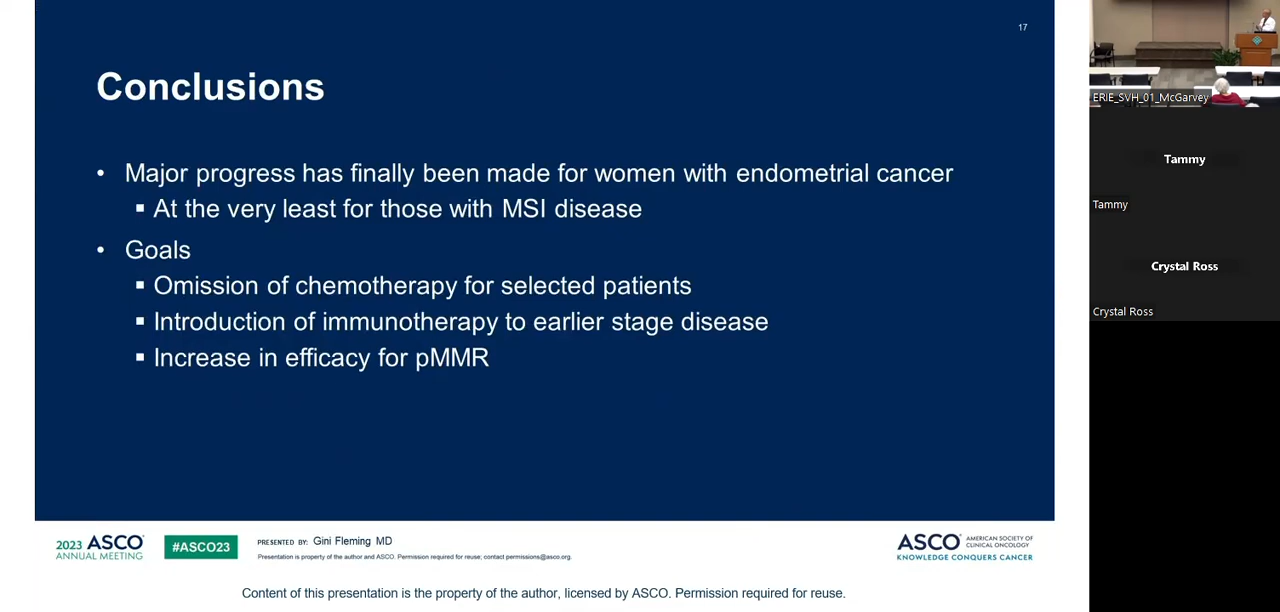 17
Conclusions
• Major progress has finally been made for women with endometrial cancer
▪ At the very least for those with MSI disease
• Goals
▪ Omission of chemotherapy for selected patients
▪ Introduction of immunotherapy to earlier stage disease
▪ Increase in efficacy for pMMR
2023 ASCO
ANNUAL MEETING
#ASCO23
PRESENTED BY: Gini Fleming MD
Presentation is property of the author and ASCO. Permission required for reuse; contact permissions@asco.org.
ASCO AMERICAN SOCIETY OF
CLINICAL ONCOLOGY
KNOWLEDGE CONQUERS CANCER
Content of this presentation is the property of the author, licensed by ASCO. Permission required for reuse.
ERIE_SVH_01_McGarvey
Tammy
Tammy
Crystal Ross
Crystal Ross